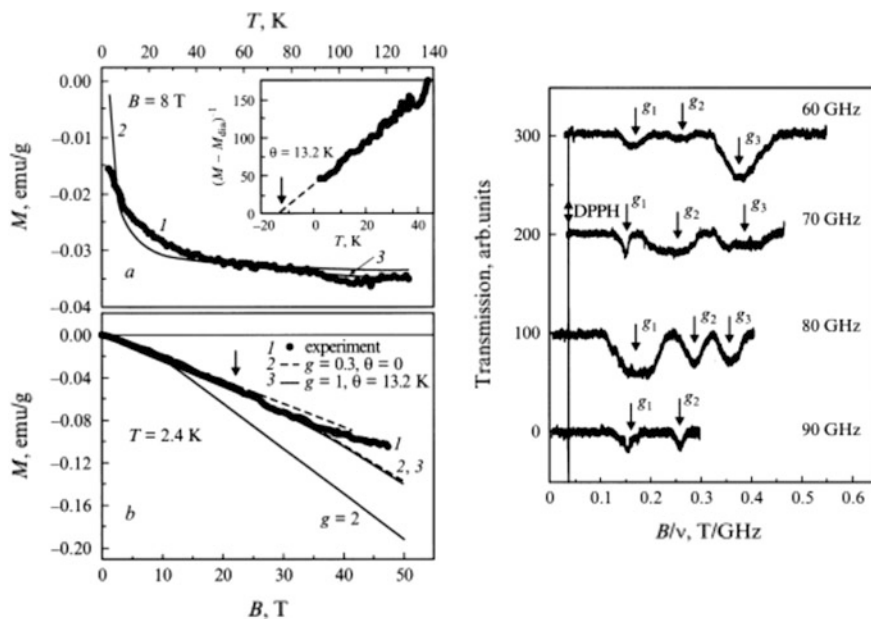 T, K
0 20 40 60 80 100 120 140
0.00
−0.01
−0.02
−0.03
−0.04
M, emu/g
B = 8 T
2
1
3
a
150
100
50
0
(M − M_dia)⁻¹
θ = 13.2 K
−20 0 20 40
T, K
0.00
−0.04
−0.08
−0.12
−0.16
−0.20
M, emu/g
1 experiment
2 g = 0.3, θ = 0
3 g = 1, θ = 13.2 K
T = 2.4 K
1
2, 3
g = 2
b
0 10 20 30 40 50
B, T
Transmission, arb.units
300
200
100
0
g₁ g₂ g₃ 60 GHz
DPPH
g₁ g₂ g₃ 70 GHz
g₁ g₂ g₃ 80 GHz
g₁ g₂ 90 GHz
0 0.1 0.2 0.3 0.4 0.5 0.6
B/ν, T/GHz